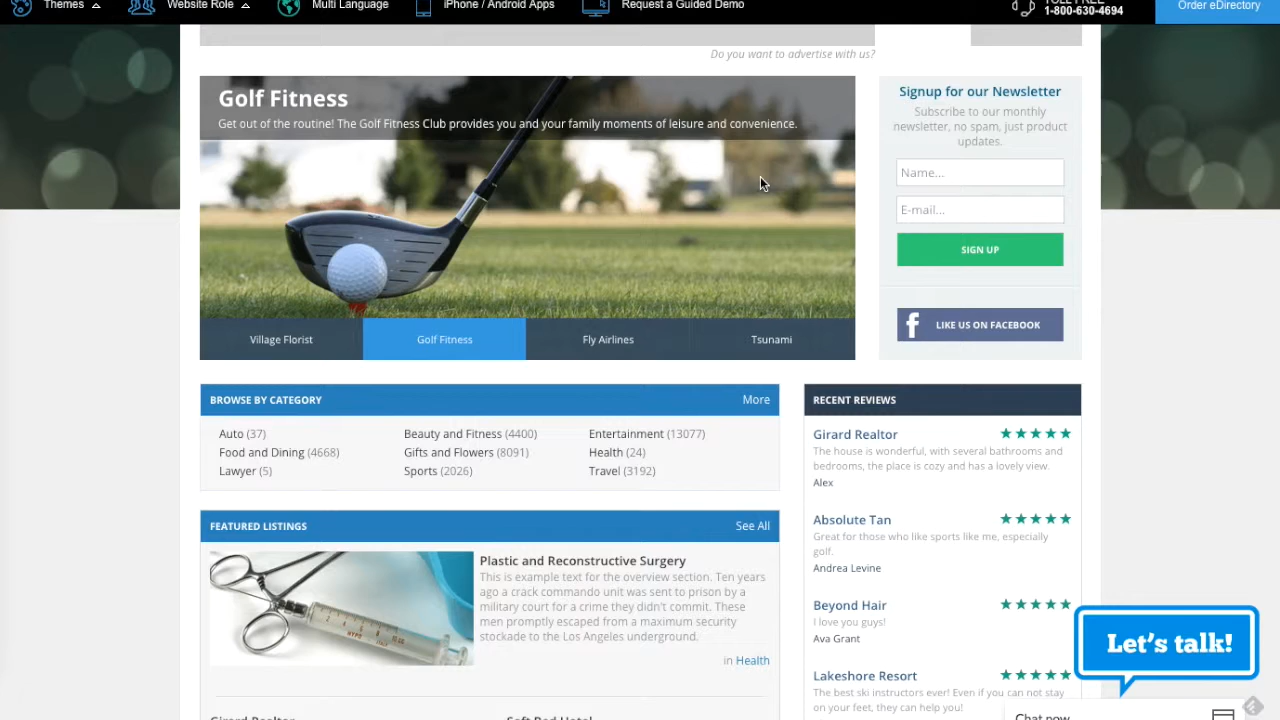 Themes
Website Role
Multi Language
iPhone / Android Apps
Request a Guided Demo
TOLL FREE
1-800-630-4694
Order eDirectory
Do you want to advertise with us?
Golf Fitness
Get out of the routine! The Golf Fitness Club provides you and your family moments of leisure and convenience.
Village Florist
Golf Fitness
Fly Airlines
Tsunami
Signup for our Newsletter
Subscribe to our monthly
newsletter, no spam, just product
updates.
Name...
E-mail...
SIGN UP
f LIKE US ON FACEBOOK
BROWSE BY CATEGORY
More
Auto (37)
Beauty and Fitness (4400)
Entertainment (13077)
Food and Dining (4668)
Gifts and Flowers (8091)
Health (24)
Lawyer (5)
Sports (2026)
Travel (3192)
FEATURED LISTINGS
See All
Plastic and Reconstructive Surgery
This is example text for the overview section. Ten years
ago a crack commando unit was sent to prison by a
military court for a crime they didn't commit. These
men promptly escaped from a maximum security
stockade to the Los Angeles underground.
in Health
Girard Realtor
Soft Bed Hotel
RECENT REVIEWS
Girard Realtor
The house is wonderful, with several bathrooms and
bedrooms, the place is cozy and has a lovely view.
Alex
Absolute Tan
Great for those who like sports like me, especially
golf.
Andrea Levine
Beyond Hair
I love you guys!
Ava Grant
Lakeshore Resort
The best ski instructors ever! Even if you can not stay
on your feet, they can help you!
Let's talk!
Chat now